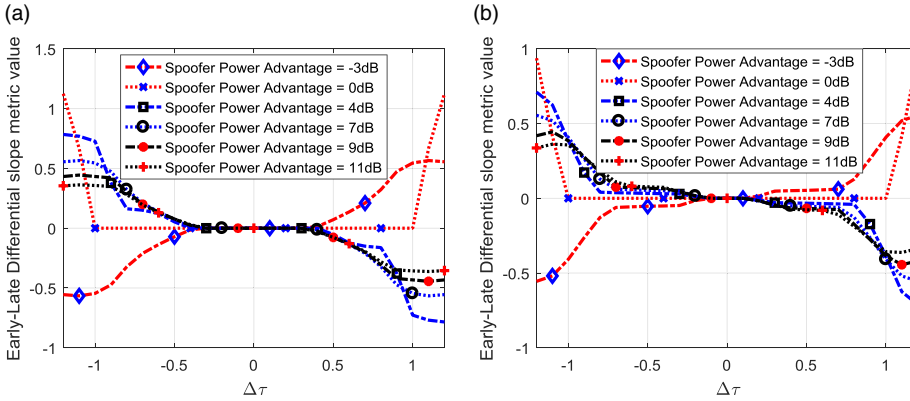 (a)
Early-Late Differential slope metric value
1.5
1
0.5
0
-0.5
-1
Spoofer Power Advantage = -3dB
Spoofer Power Advantage = 0dB
Spoofer Power Advantage = 4dB
Spoofer Power Advantage = 7dB
Spoofer Power Advantage = 9dB
Spoofer Power Advantage = 11dB
-1 -0.5 0 0.5 1
Δτ
(b)
Early-Late Differential slope metric value
1
0.5
0
-0.5
-1
Spoofer Power Advantage = -3dB
Spoofer Power Advantage = 0dB
Spoofer Power Advantage = 4dB
Spoofer Power Advantage = 7dB
Spoofer Power Advantage = 9dB
Spoofer Power Advantage = 11dB
-1 -0.5 0 0.5 1
Δτ